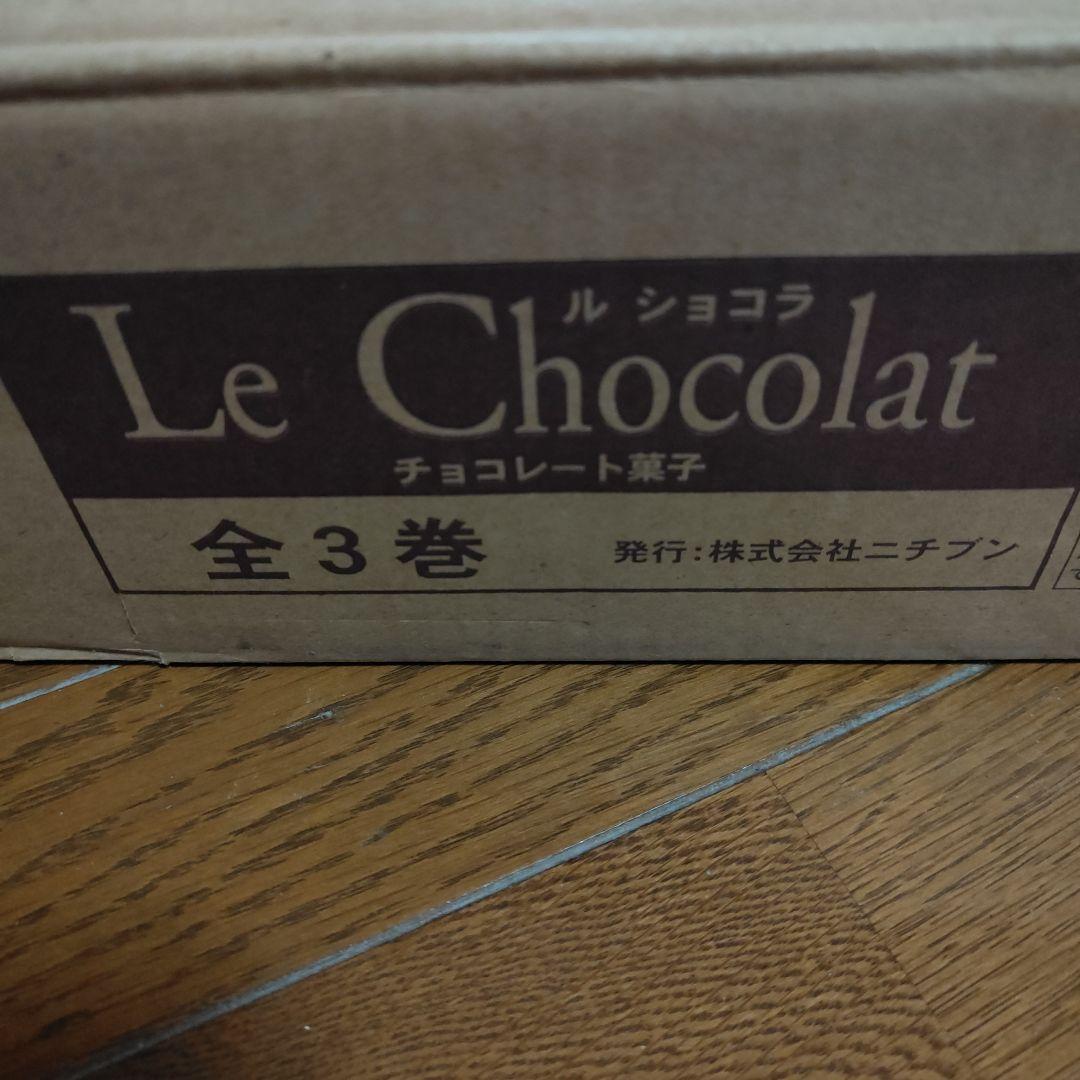 ル ショコラ
Le Chocolat
チョコレート菓子
全3巻
発行:株式会社ニチブン